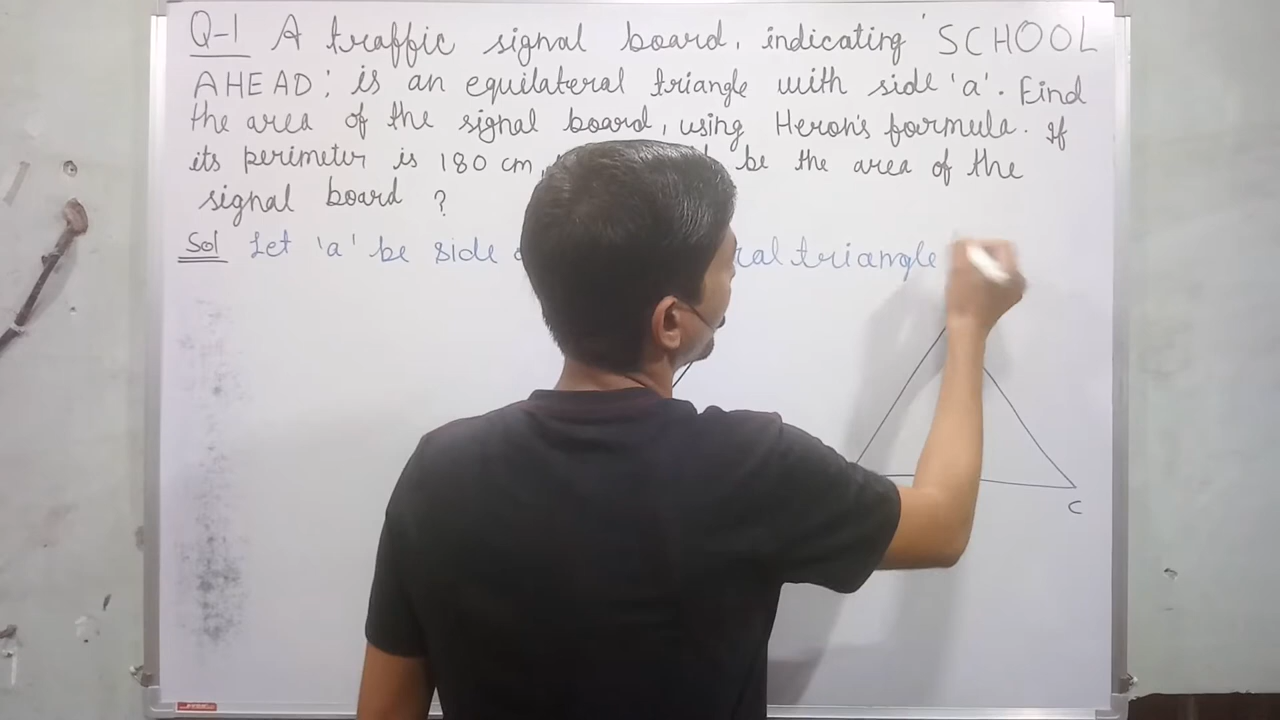 Q-1 A traffic signal board, indicating 'SCHOOL
AHEAD', is an equilateral triangle with side 'a'. Find
the area of the signal board, using Heron's formula. If
its perimeter is 180 cm, be the area of the
signal board ?
Sol Let 'a' be side triangle
C